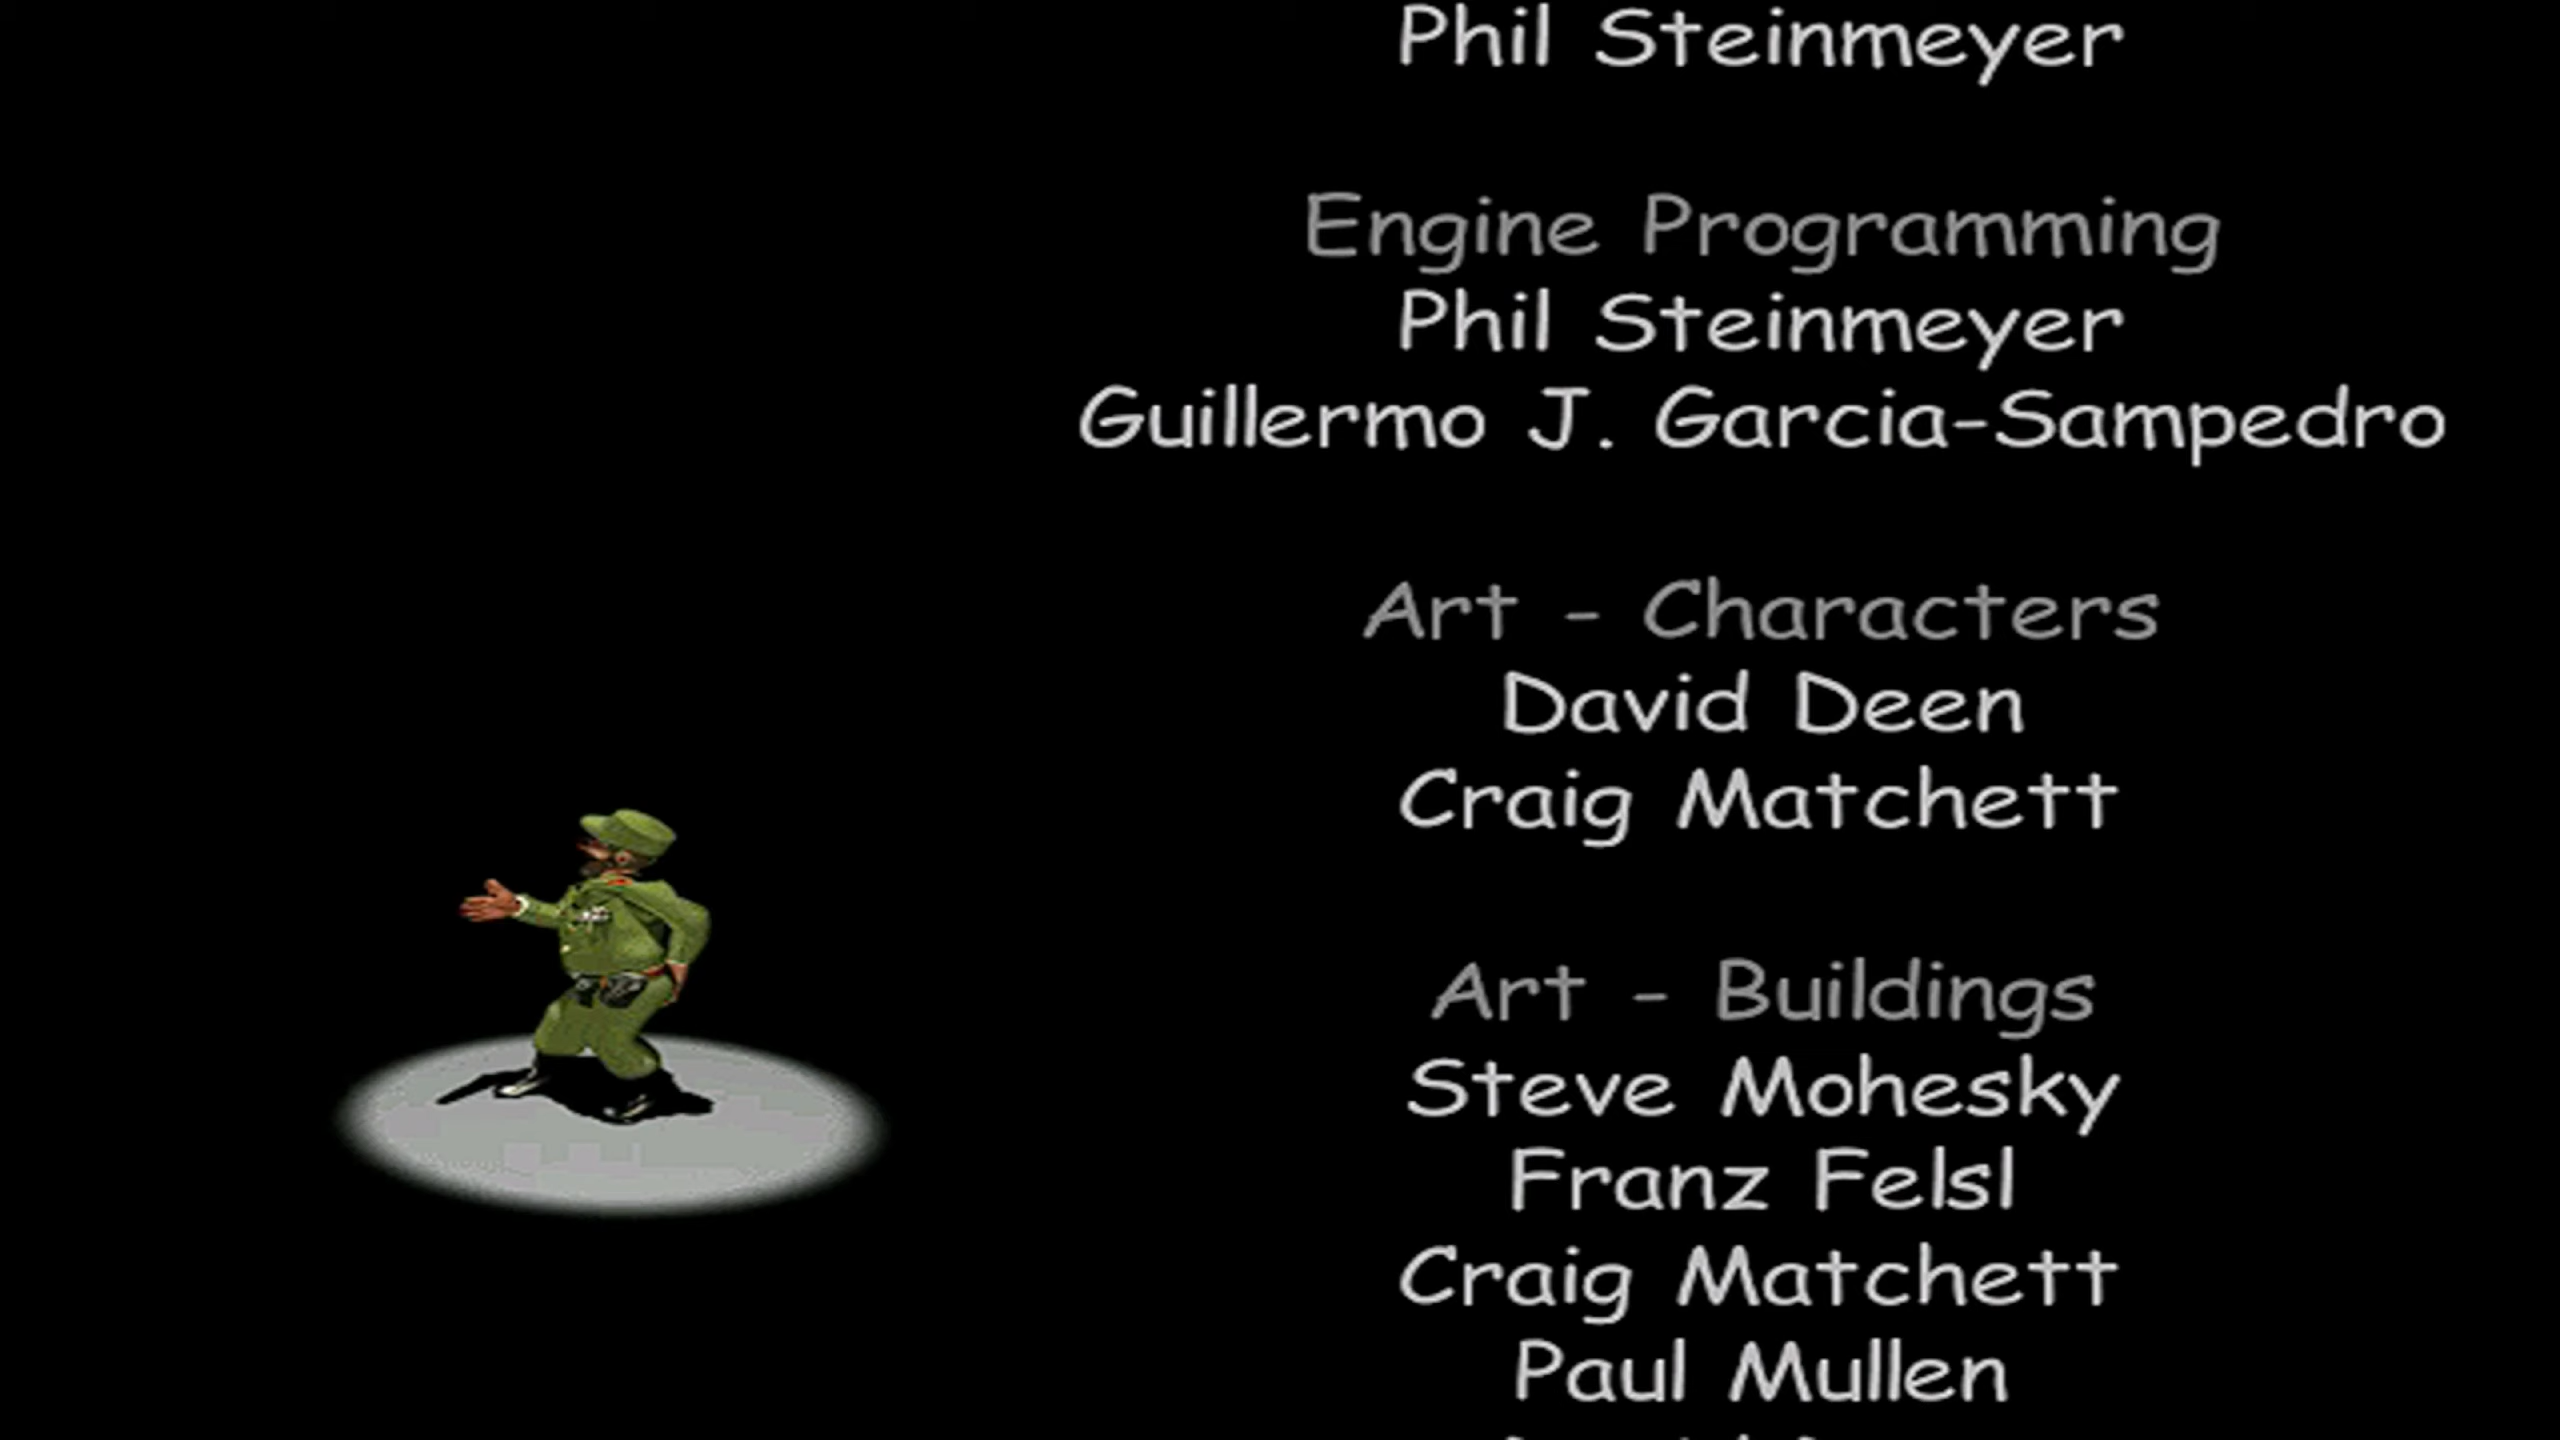 Phil Steinmeyer
Engine Programming
Phil Steinmeyer
Guillermo J. Garcia-Sampedro
Art - Characters
David Deen
Craig Matchett
Art - Buildings
Steve Mohesky
Franz Felsl
Craig Matchett
Paul Mullen